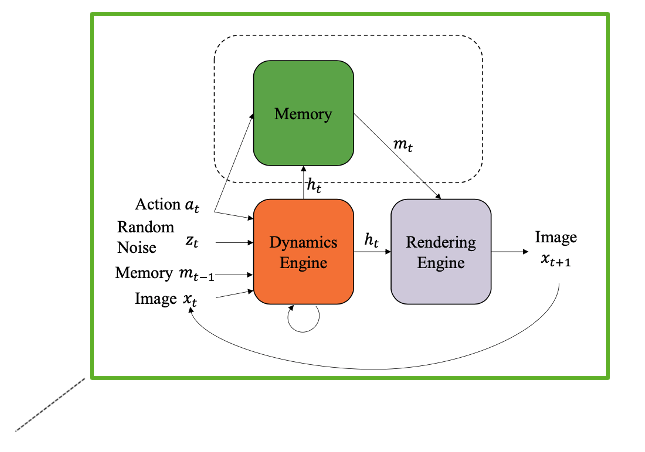 Memory
m_t
h_t
Action a_t
Random
Noise z_t
Memory m_{t-1}
Image x_t
Dynamics
Engine
h_t
Rendering
Engine
Image
x_{t+1}